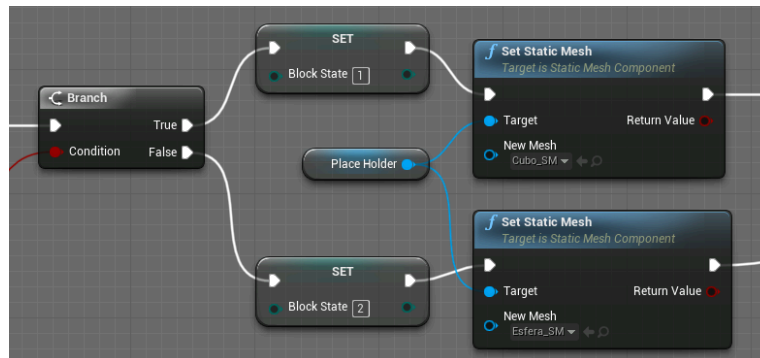 SET
Block State 1
Set Static Mesh
Target is Static Mesh Component
Target
Return Value
New Mesh
Cubo_SM
Branch
True
Condition
False
Place Holder
SET
Block State 2
Set Static Mesh
Target is Static Mesh Component
Target
Return Value
New Mesh
Esfera_SM